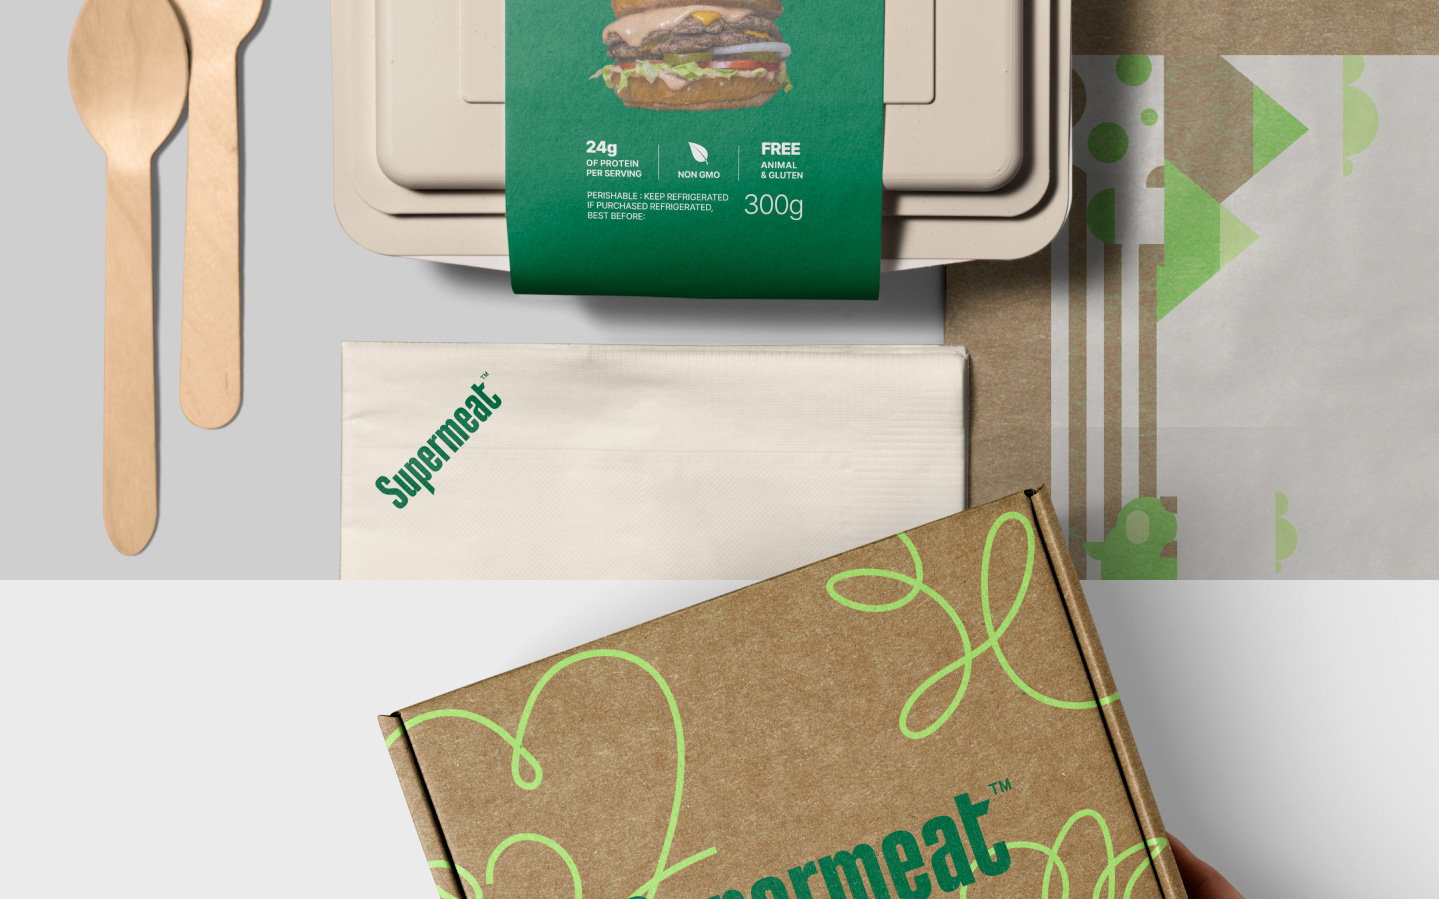 24g
OF PROTEIN
PER SERVING
NON GMO
FREE
ANIMAL
& GLUTEN
PERISHABLE : KEEP REFRIGERATED
IF PURCHASED REFRIGERATED,
BEST BEFORE:
300g
Supermeat™
permeat™